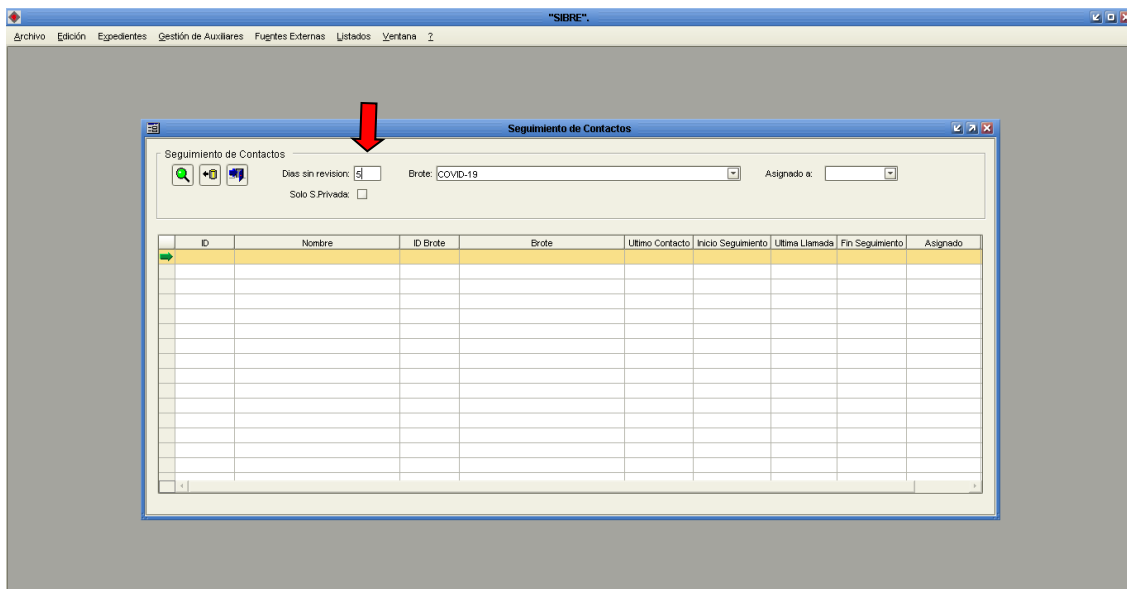 "SIBRE".
Archivo Edición Expedientes Gestión de Auxiliares Fuentes Externas Listados Ventana ?
Seguimiento de Contactos
Seguimiento de Contactos
Dias sin revision: 5 Brote: COVID-19 Asignado a:
Solo S.Privada:
ID Nombre ID Brote Brote Ultimo Contacto Inicio Seguimiento Ultima Llamada Fin Seguimiento Asignado